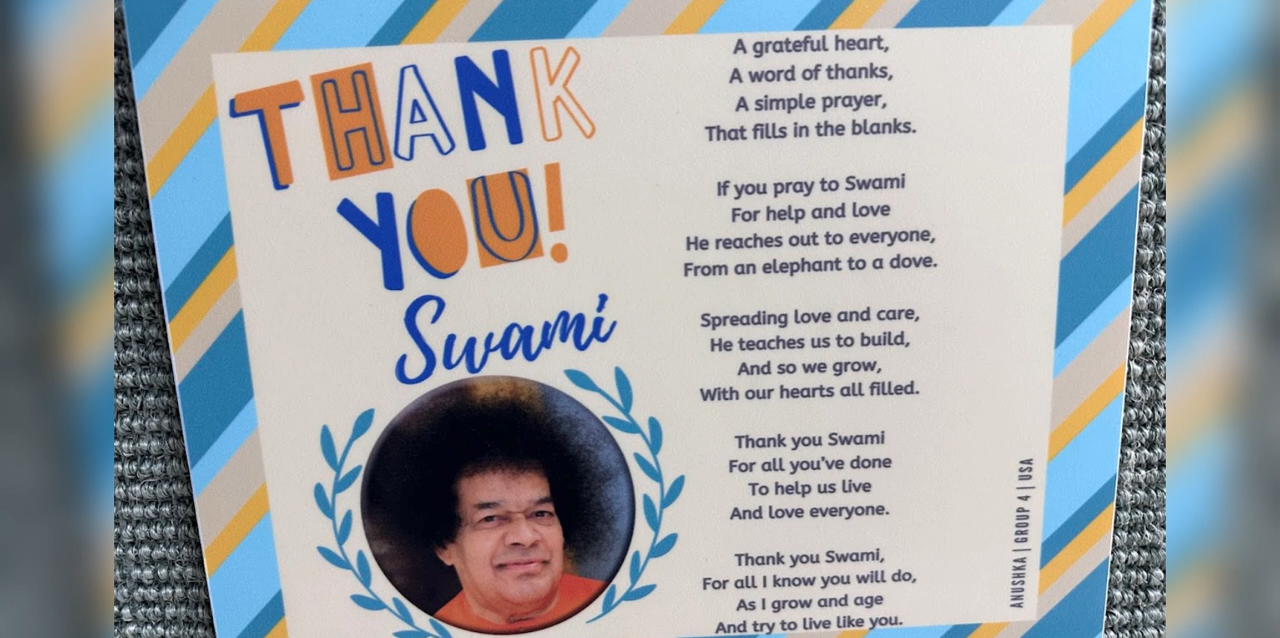 THANK
YOU!
Swami
A grateful heart,
A word of thanks,
A simple prayer,
That fills in the blanks.
If you pray to Swami
For help and love
He reaches out to everyone,
From an elephant to a dove.
Spreading love and care,
He teaches us to build,
And so we grow,
With our hearts all filled.
Thank you Swami
For all you've done
To help us live
And love everyone.
Thank you Swami,
For all I know you will do,
As I grow and age
And try to live like you.
ANUSHKA | GROUP 4 | USA